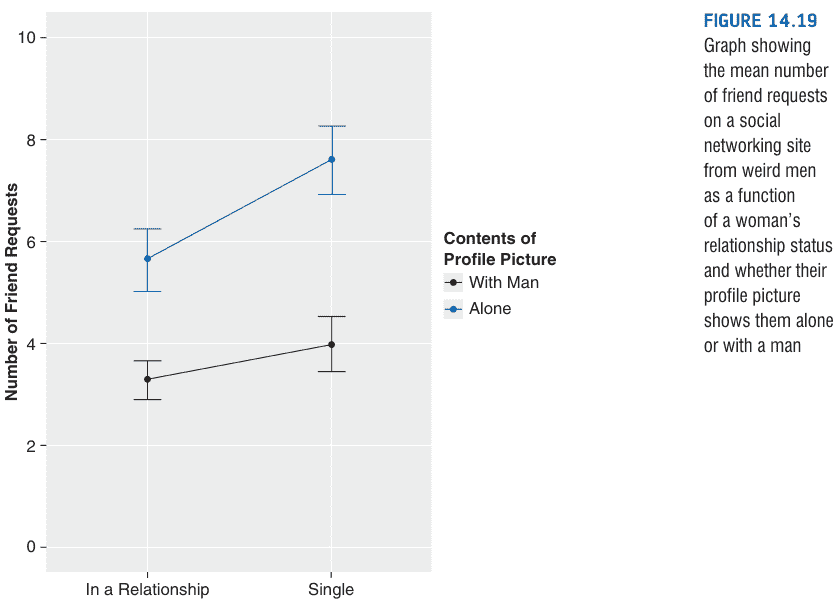 Number of Friend Requests
10
8
6
4
2
0
In a Relationship
Single
Contents of
Profile Picture
With Man
Alone
FIGURE 14.19
Graph showing
the mean number
of friend requests
on a social
networking site
from weird men
as a function
of a woman's
relationship status
and whether their
profile picture
shows them alone
or with a man